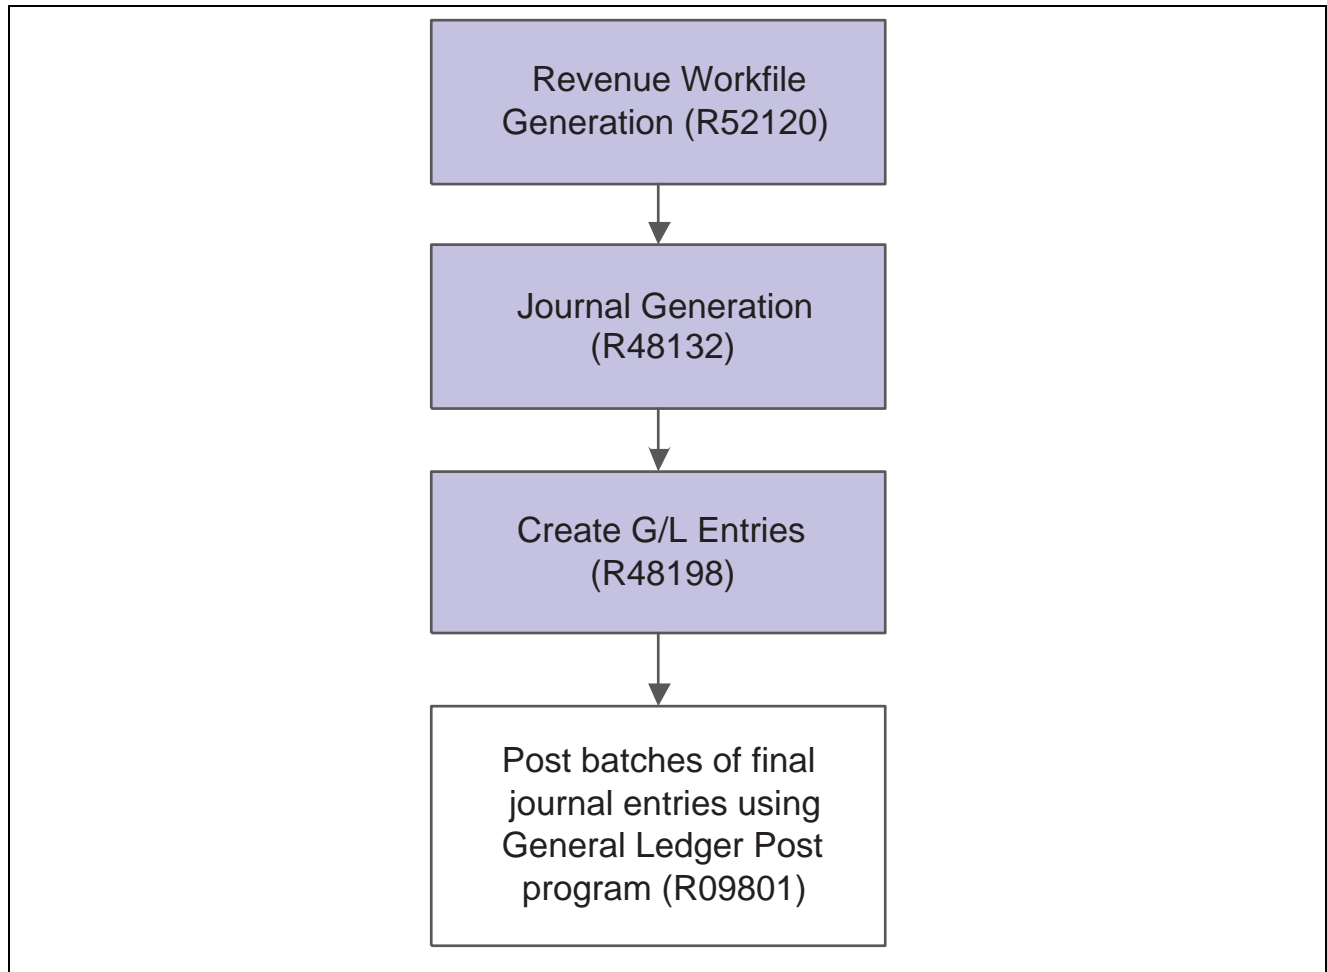 Revenue Workfile
Generation (R52120)
Journal Generation
(R48132)
Create G/L Entries
(R48198)
Post batches of final
journal entries using
General Ledger Post
program (R09801)